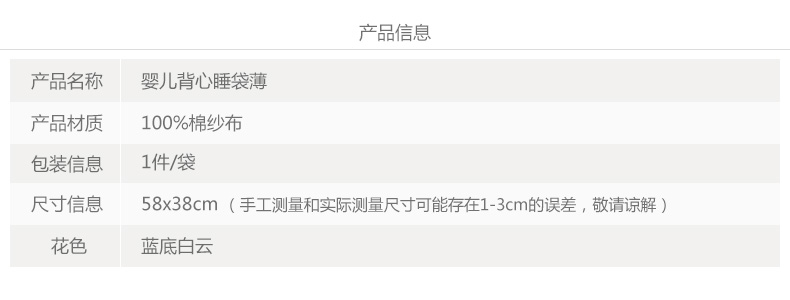 产品信息
产品名称 婴儿背心睡袋薄
产品材质 100%棉纱布
包装信息 1件/袋
尺寸信息 58x38cm（手工测量和实际测量尺寸可能存在1-3cm的误差，敬请谅解）
花色 蓝底白云